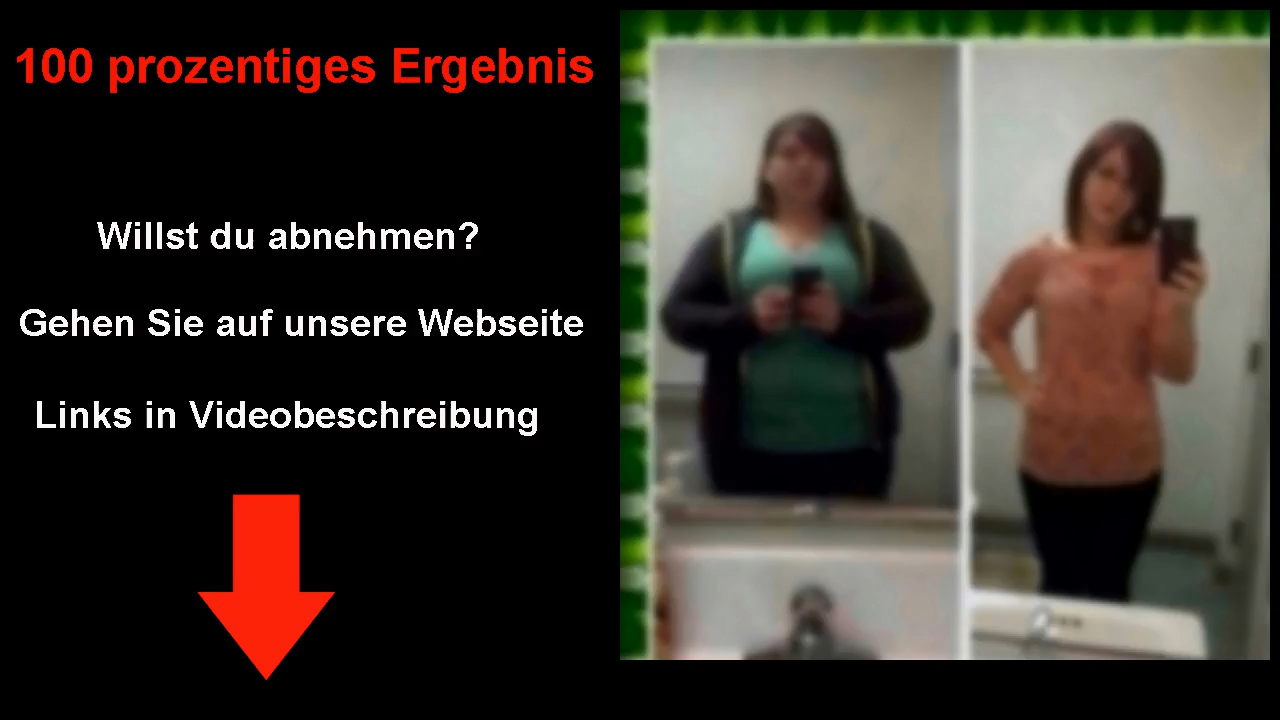 100 prozentiges Ergebnis
Willst du abnehmen?
Gehen Sie auf unsere Webseite
Links in Videobeschreibung